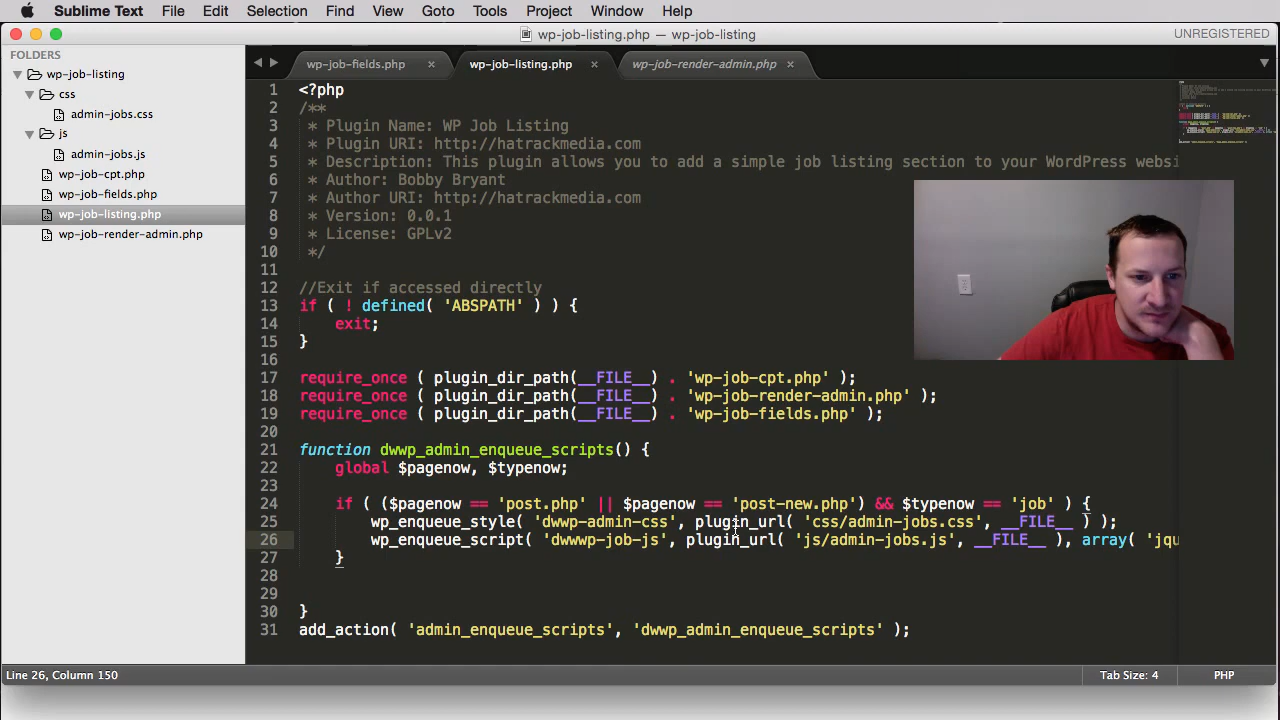 Sublime Text File Edit Selection Find View Goto Tools Project Window Help
wp-job-listing.php — wp-job-listing
UNREGISTERED
FOLDERS
wp-job-listing
css
admin-jobs.css
js
admin-jobs.js
wp-job-cpt.php
wp-job-fields.php
wp-job-listing.php
wp-job-render-admin.php
wp-job-fields.php × wp-job-listing.php × wp-job-render-admin.php ×
1 <?php
2 /**
3 * Plugin Name: WP Job Listing
4 * Plugin URI: http://hatrackmedia.com
5 * Description: This plugin allows you to add a simple job listing section to your WordPress websi
6 * Author: Bobby Bryant
7 * Author URI: http://hatrackmedia.com
8 * Version: 0.0.1
9 * License: GPLv2
10 */
11
12 //Exit if accessed directly
13 if ( ! defined( 'ABSPATH' ) ) {
14 exit;
15 }
16
17 require_once ( plugin_dir_path(__FILE__) . 'wp-job-cpt.php' );
18 require_once ( plugin_dir_path(__FILE__) . 'wp-job-render-admin.php' );
19 require_once ( plugin_dir_path(__FILE__) . 'wp-job-fields.php' );
20
21 function dwwp_admin_enqueue_scripts() {
22 global $pagenow, $typenow;
23
24 if ( ($pagenow == 'post.php' || $pagenow == 'post-new.php') && $typenow == 'job' ) {
25 wp_enqueue_style( 'dwwp-admin-css', plugin_url( 'css/admin-jobs.css', __FILE__ ) );
26 wp_enqueue_script( 'dwwwp-job-js', plugin_url( 'js/admin-jobs.js', __FILE__ ), array( 'jqu
27 }
28
29
30 }
31 add_action( 'admin_enqueue_scripts', 'dwwp_admin_enqueue_scripts' );
Line 26, Column 150
Tab Size: 4
PHP